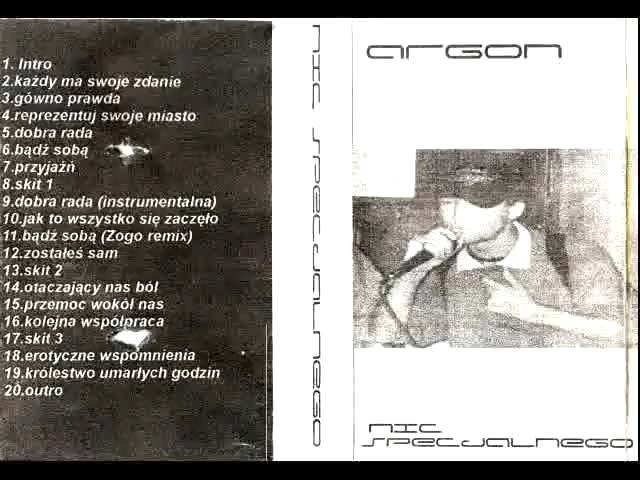 1. Intro
2.każdy ma swoje zdanie
3.gówno prawda
4.reprezentuj swoje miasto
5.dobra rada
6.bądź sobą
7.przyjaźń
8.skit 1
9.dobra rada (instrumentalna)
10.jak to wszystko się zaczęło
11.bądź sobą (Zogo remix)
12.zostałeś sam
13.skit 2
14.otaczający nas ból
15.przemoc wokół nas
16.kolejna współpraca
17.skit 3
18.erotyczne wspomnienia
19.królestwo umarłych godzin
20.outro
NIC SPECJALNEGO
ARGON
NIC
SPECJALNEGO